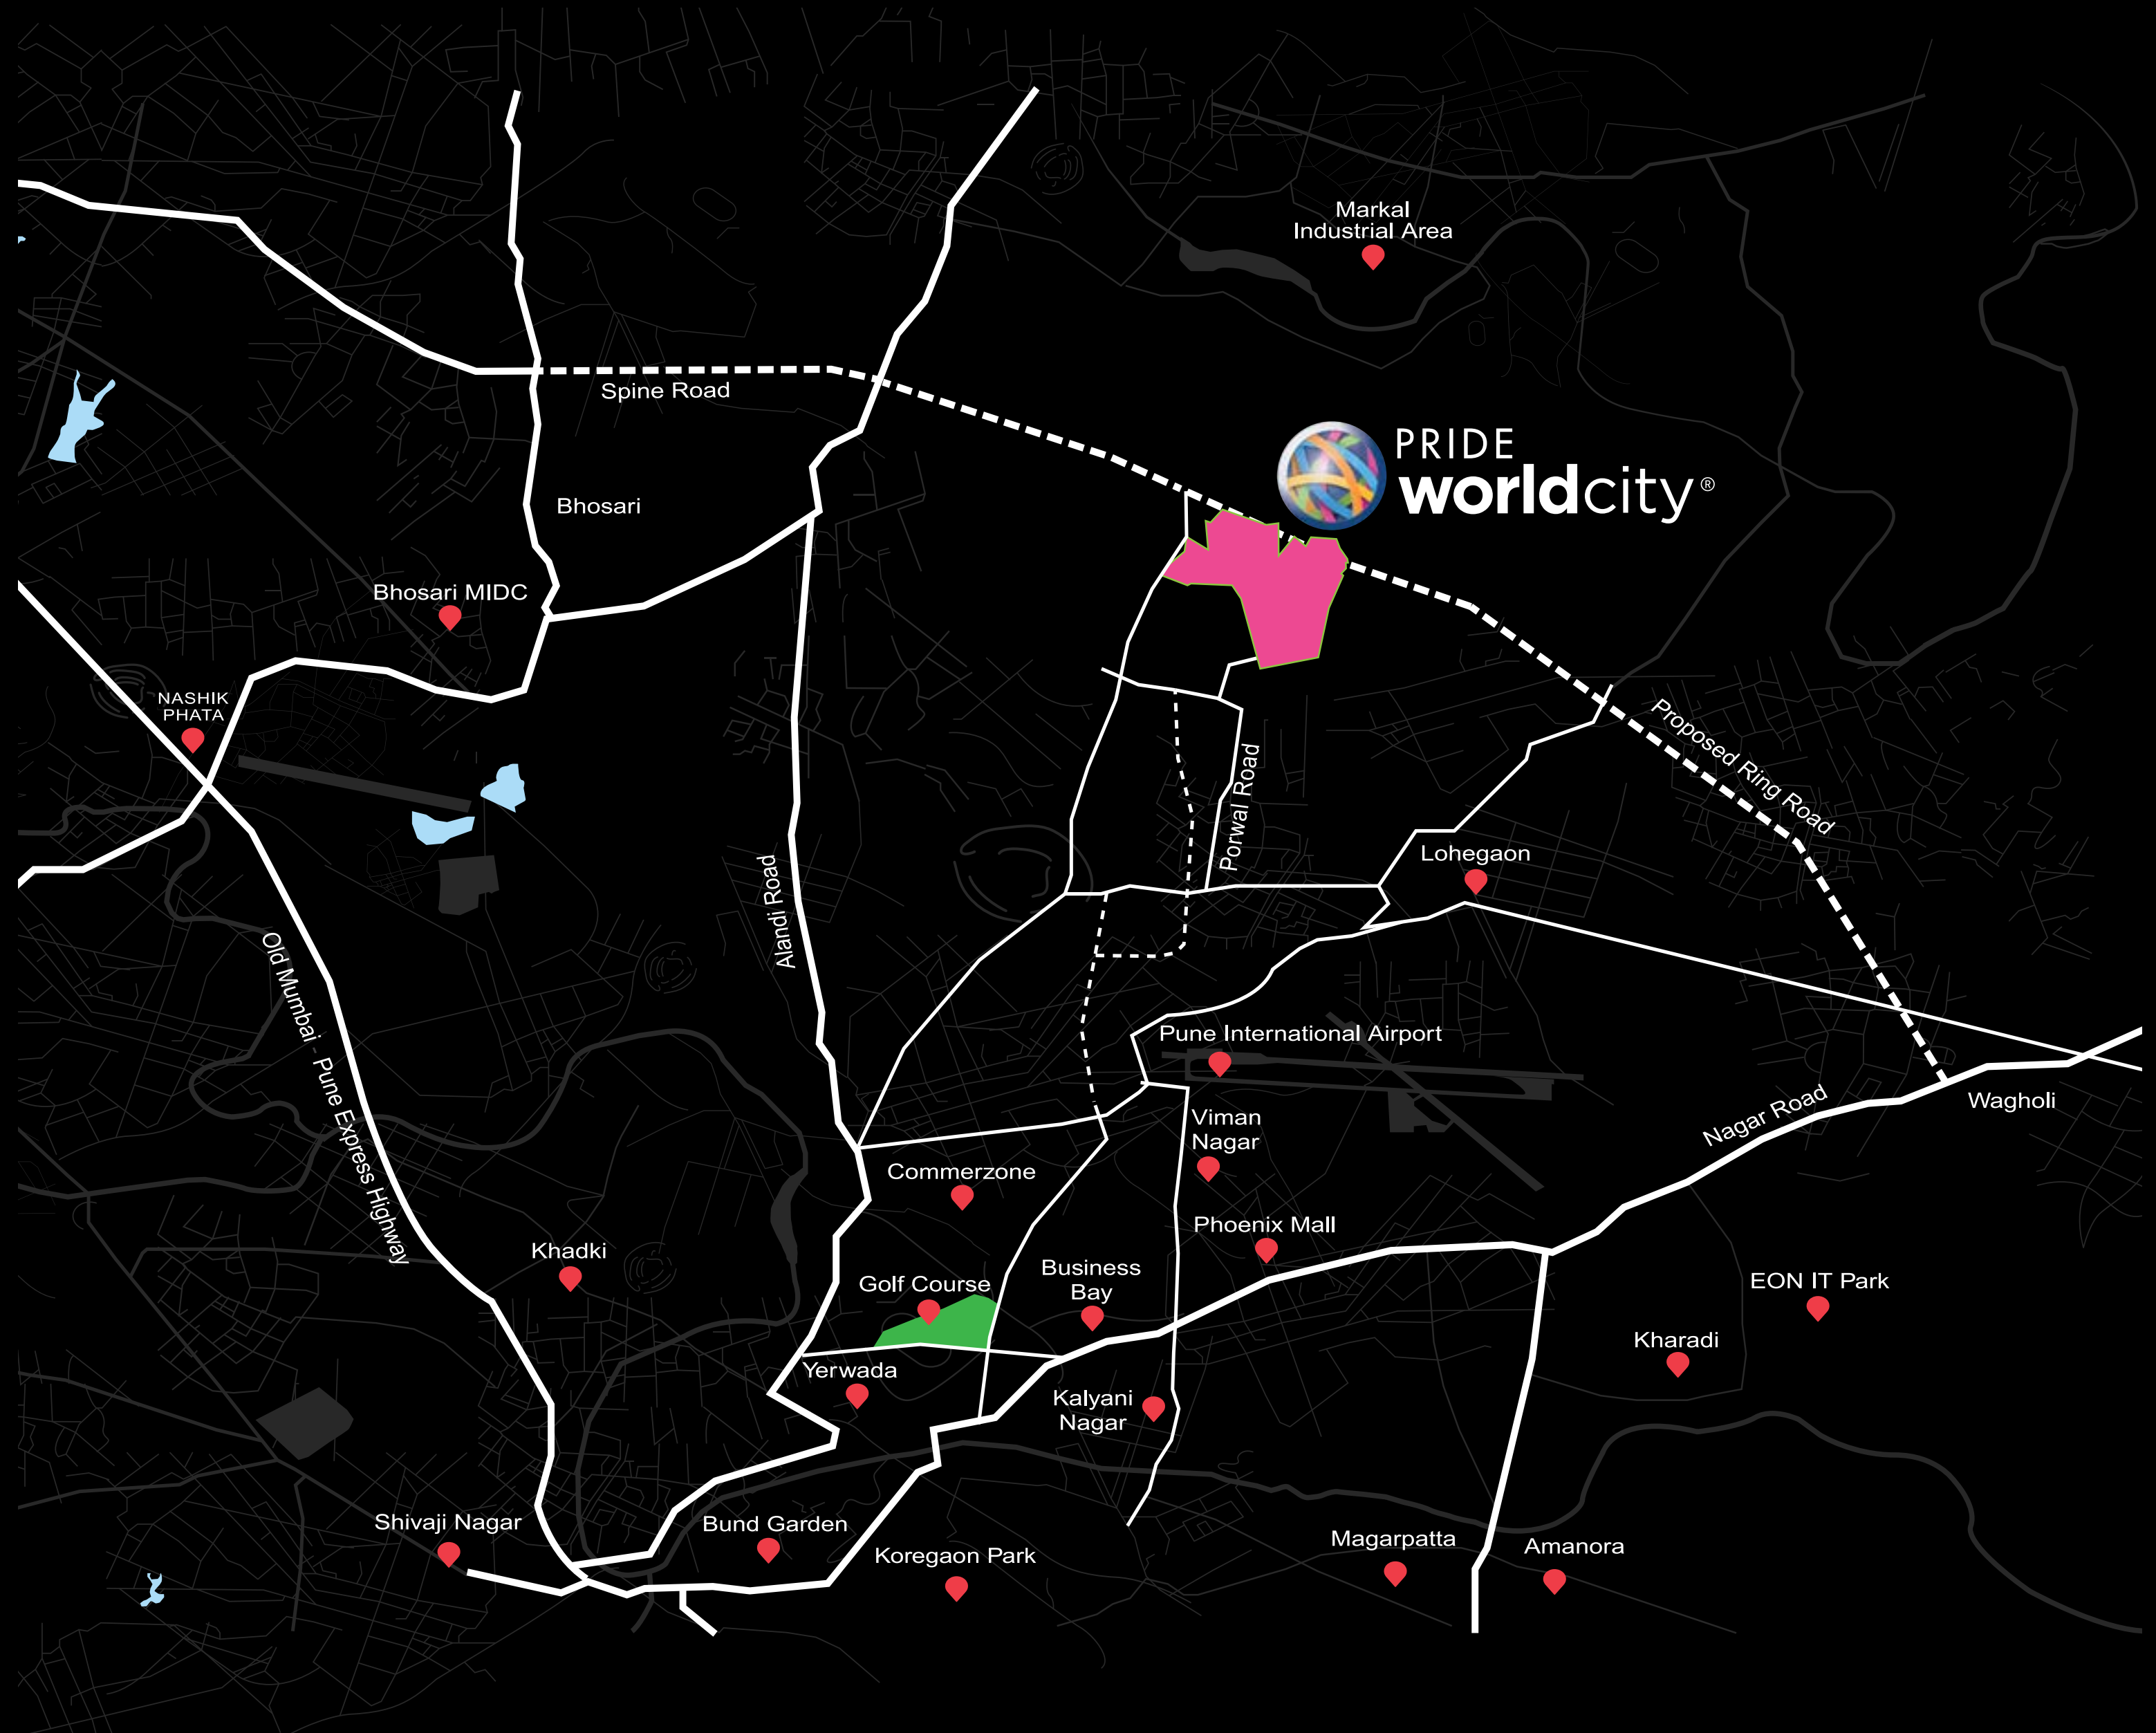 Markal
Industrial Area
Spine Road
PRIDE
worldcity®
Bhosari
Bhosari MIDC
NASHIK
PHATA
Proposed Ring Road
Porwal Road
Lohegaon
Alandi Road
Old Mumbai - Pune Express Highway
Pune International Airport
Nagar Road
Wagholi
Viman
Nagar
Commerzone
Phoenix Mall
Khadki
Golf Course
Business
Bay
EON IT Park
Kharadi
Yerwada
Kalyani
Nagar
Shivaji Nagar
Bund Garden
Koregaon Park
Magarpatta
Amanora